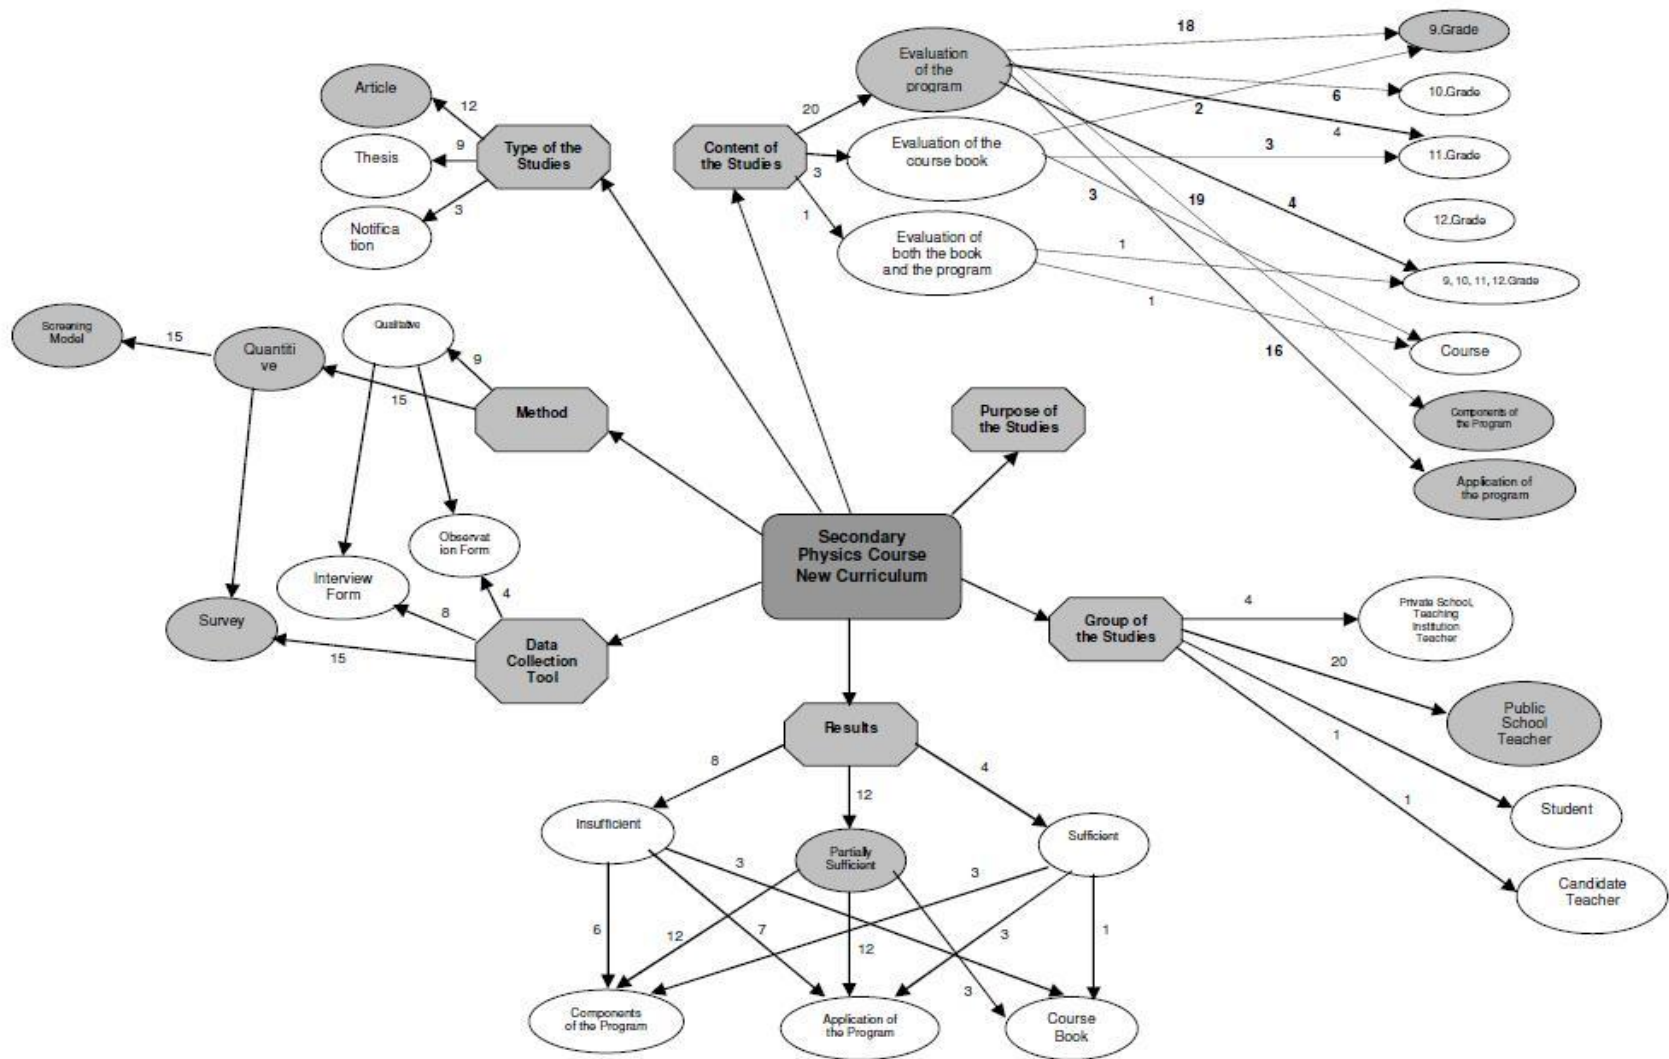 Article
12
Thesis
9
Notifica
tion
3
Type of the
Studies
Content of
the Studies
20
3
1
Evaluation
of the
program
Evaluation of the
course book
Evaluation of
both the book
and the program
18
6
2
4
3
3
19
4
1
1
16
9.Grade
10.Grade
11.Grade
12.Grade
9, 10, 11, 12.Grade
Course
Components of
the Program
Application of
the program
Screening
Model
15
Quantiti
ve
Qualitative
9
15
Method
Purpose of
the Studies
Secondary
Physics Course
New Curriculum
Observat
ion Form
Interview
Form
Survey
4
8
15
Data
Collection
Tool
Group of
the Studies
4
20
1
1
Private School,
Teaching
Institution
Teacher
Public
School
Teacher
Student
Candidate
Teacher
Results
8
12
4
Insufficient
Partially
Sufficient
Sufficient
3
3
6
12
7
12
3
1
3
Components
of the Program
Application of
the Program
Course
Book